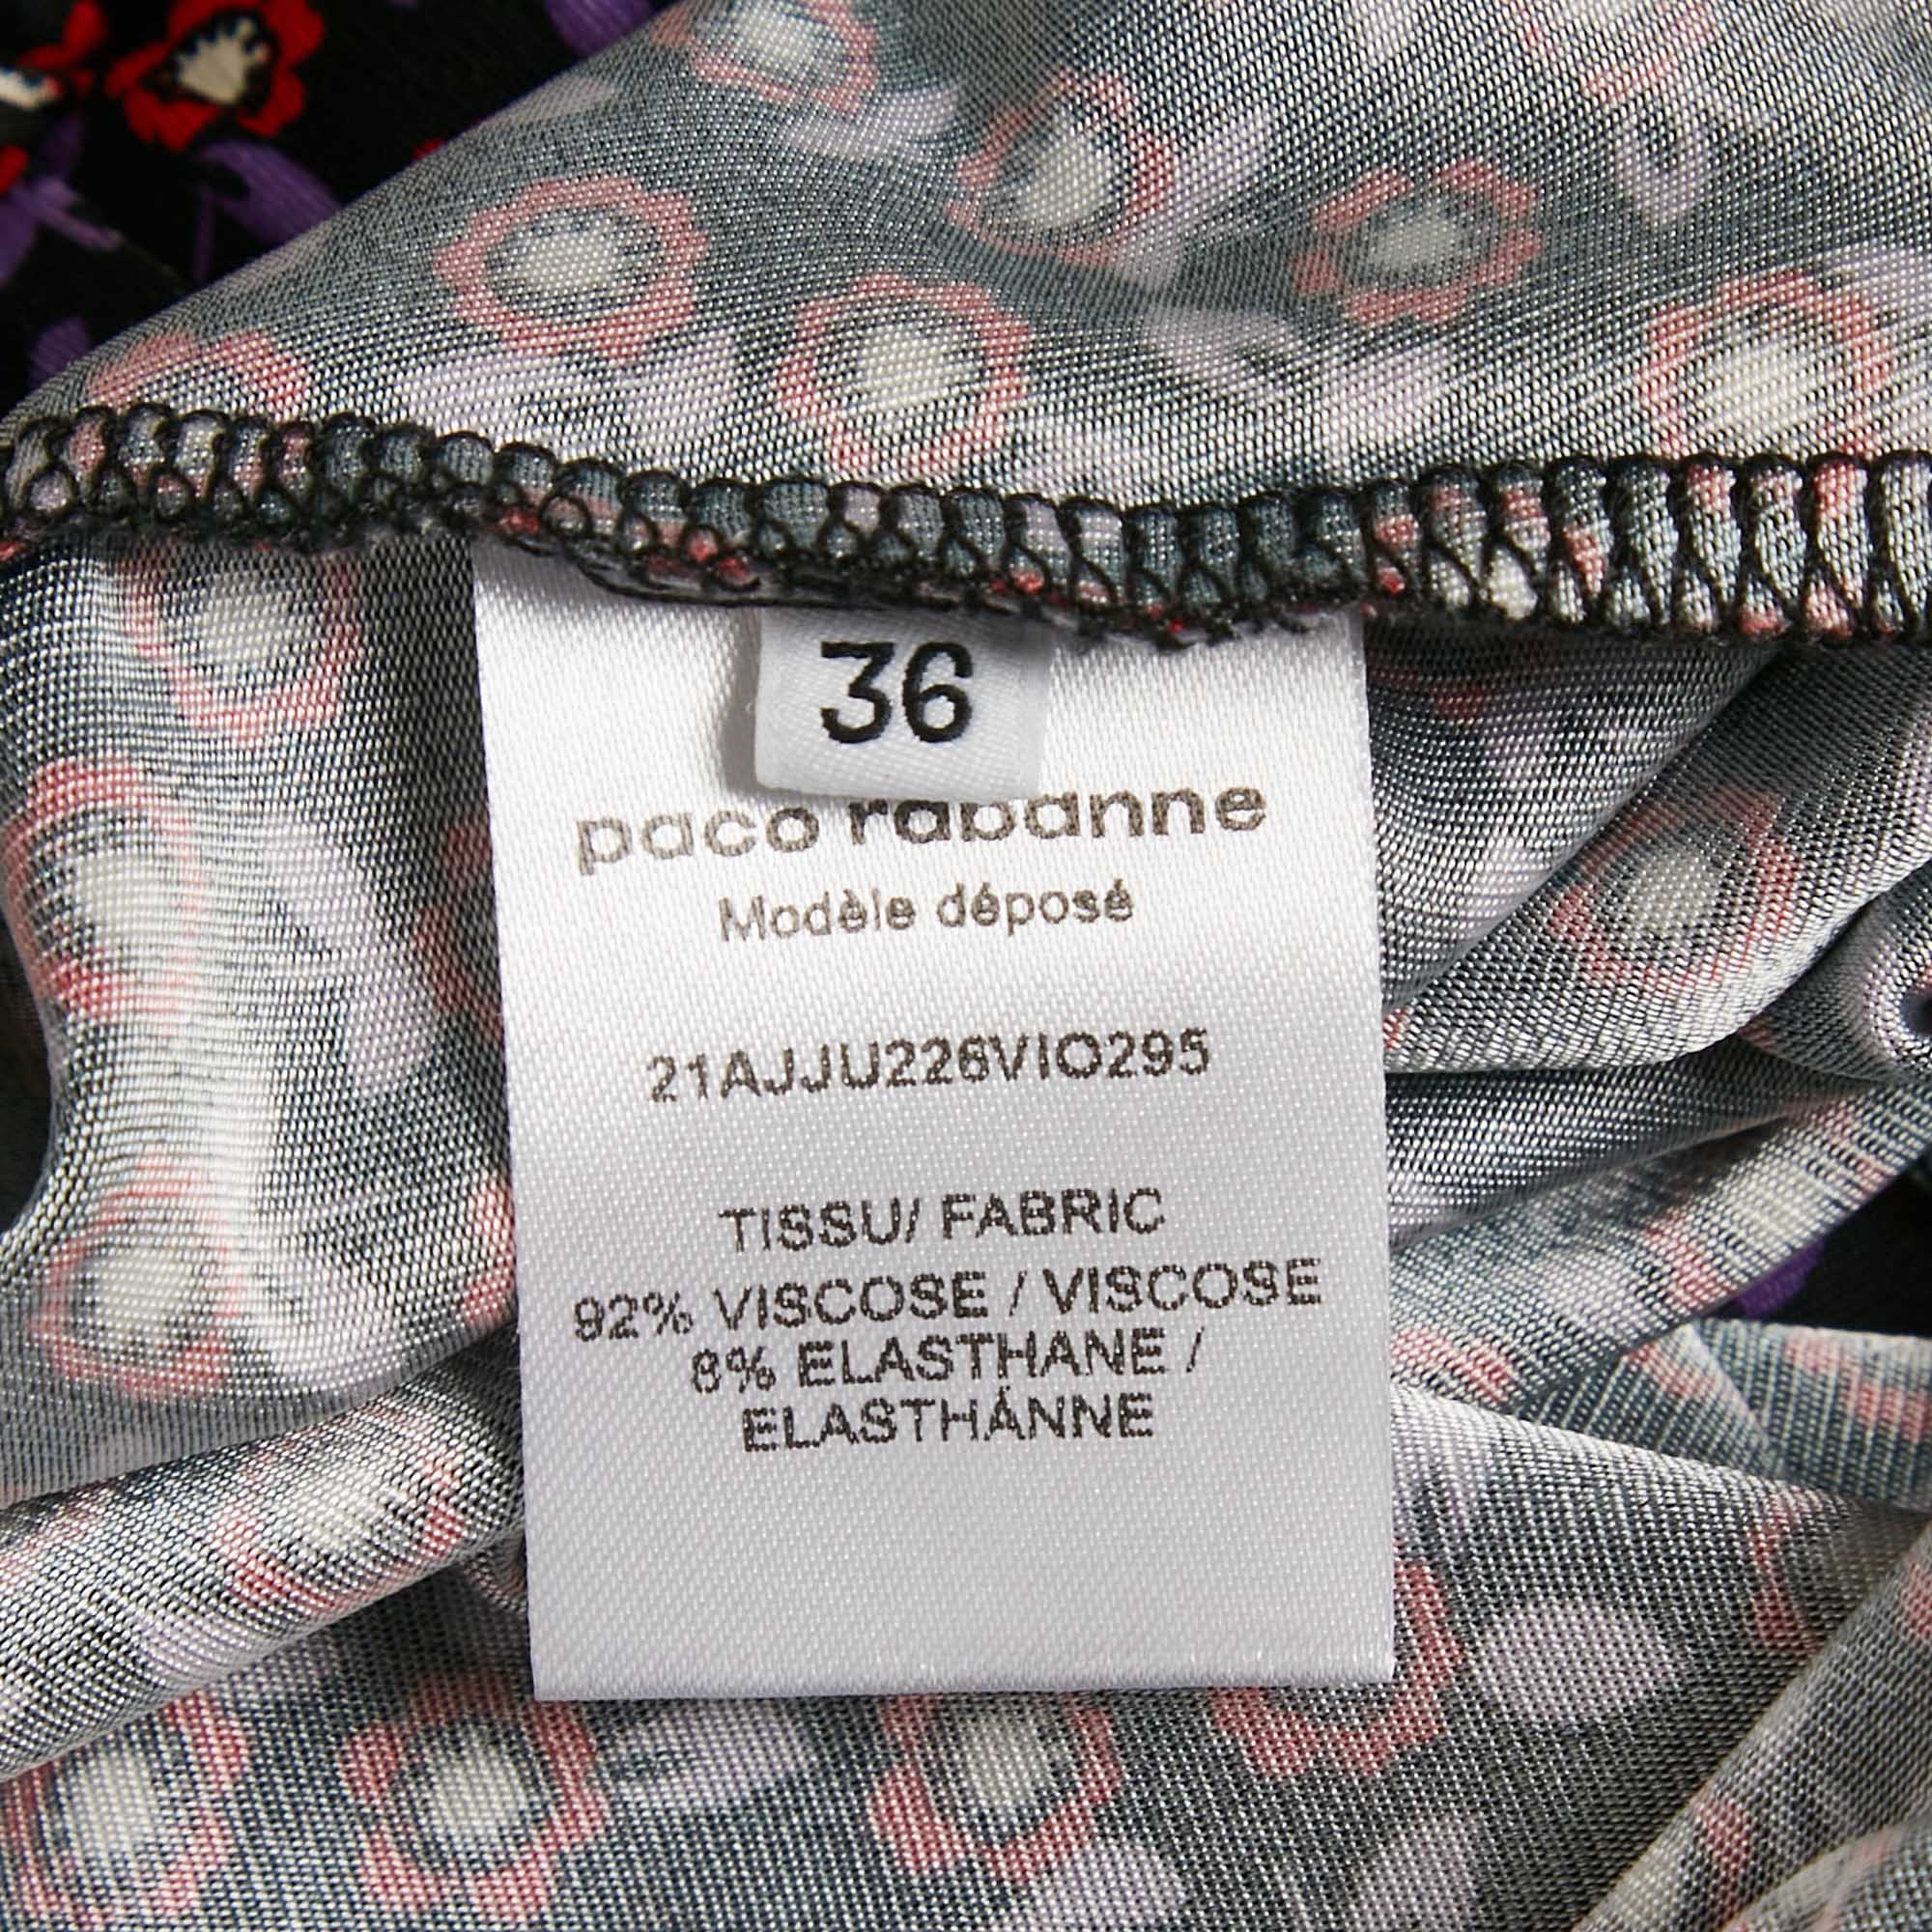 36
paco rabanne
Modèle déposé
21AJJU226VIO295
TISSU/ FABRIC
92% VISCOSE / VISCOSE
8% ELASTHANE /
ELASTHANNE